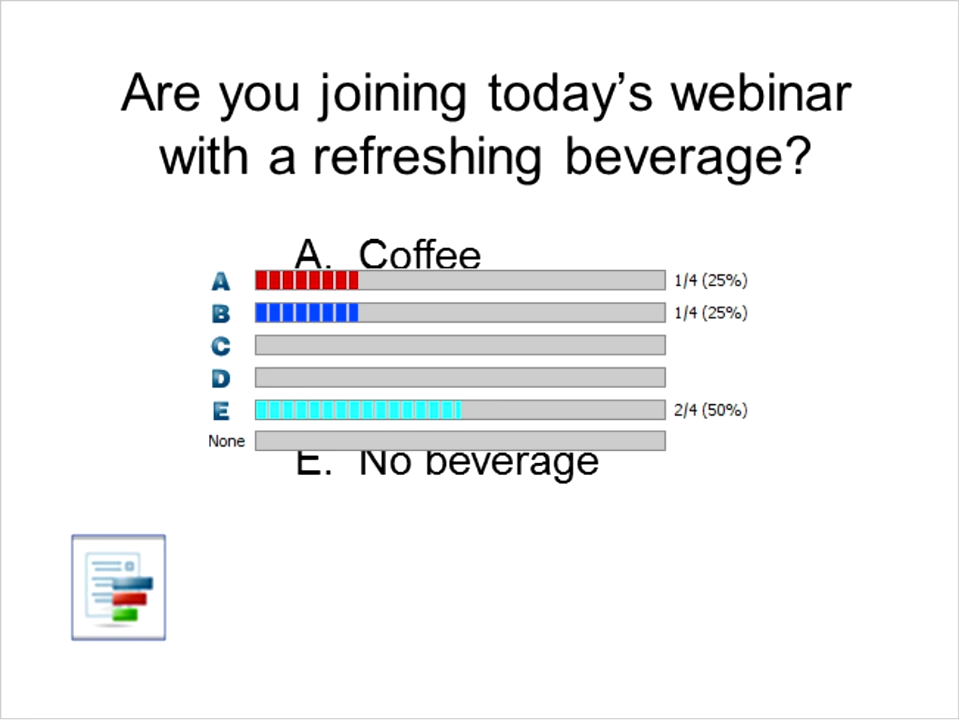 Are you joining today’s webinar
with a refreshing beverage?
A. Coffee
A 1/4 (25%)
B 1/4 (25%)
C
D
E 2/4 (50%)
None
E. No beverage